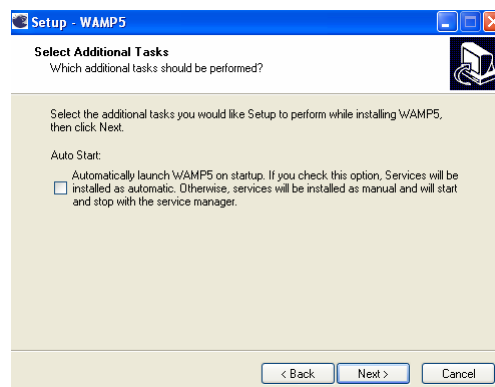 Setup - WAMP5
Select Additional Tasks
Which additional tasks should be performed?
Select the additional tasks you would like Setup to perform while installing WAMP5,
then click Next.
Auto Start:
Automatically launch WAMP5 on startup. If you check this option, Services will be
installed as automatic. Otherwise, services will be installed as manual and will start
and stop with the service manager.
< Back Next > Cancel